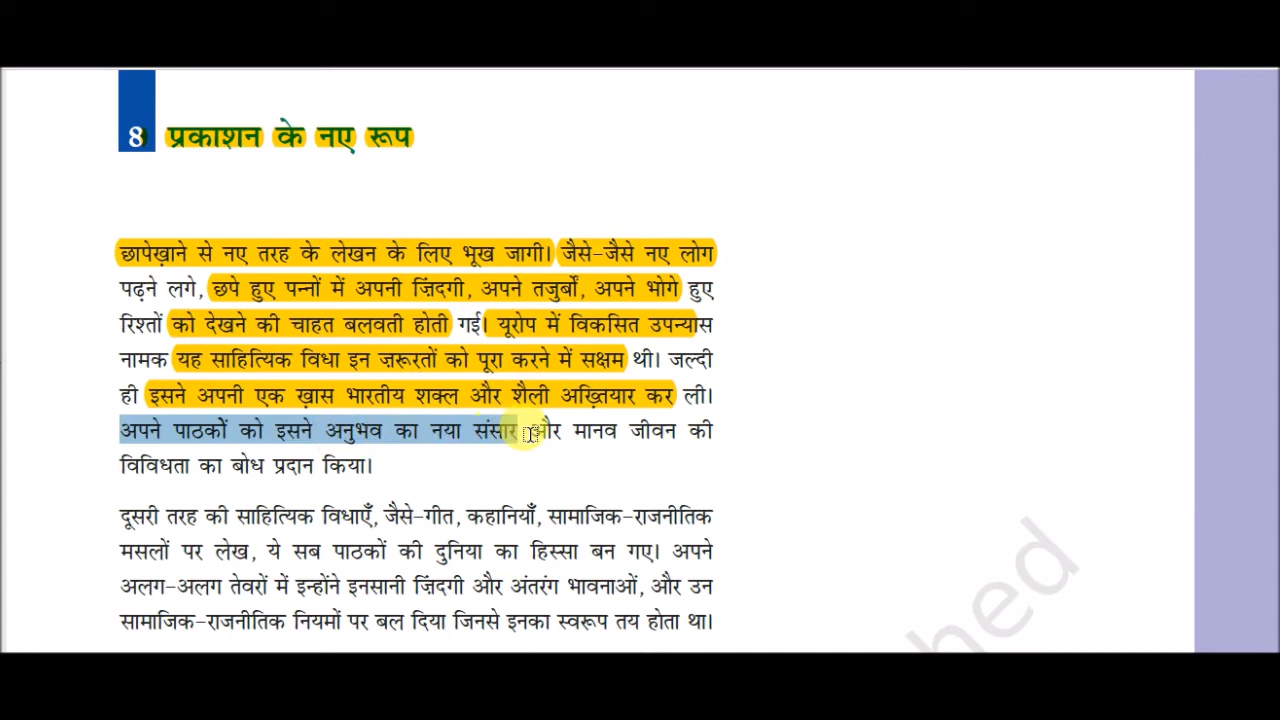 8 प्रकाशन के नए रूप
छापेख़ाने से नए तरह के लेखन के लिए भूख जागी। जैसे-जैसे नए लोग
पढ़ने लगे, छपे हुए पन्नों में अपनी ज़िंदगी, अपने तजुर्बों, अपने भोगे हुए
रिश्तों को देखने की चाहत बलवती होती गई। यूरोप में विकसित उपन्यास
नामक यह साहित्यिक विधा इन ज़रूरतों को पूरा करने में सक्षम थी। जल्दी
ही इसने अपनी एक ख़ास भारतीय शक्ल और शैली अख़्तियार कर ली।
अपने पाठकों को इसने अनुभव का नया संसार और मानव जीवन की
विविधता का बोध प्रदान किया।
दूसरी तरह की साहित्यिक विधाएँ, जैसे-गीत, कहानियाँ, सामाजिक-राजनीतिक
मसलों पर लेख, ये सब पाठकों की दुनिया का हिस्सा बन गए। अपने
अलग-अलग तेवरों में इन्होंने इनसानी ज़िंदगी और अंतरंग भावनाओं, और उन
सामाजिक-राजनीतिक नियमों पर बल दिया जिनसे इनका स्वरूप तय होता था।
hed